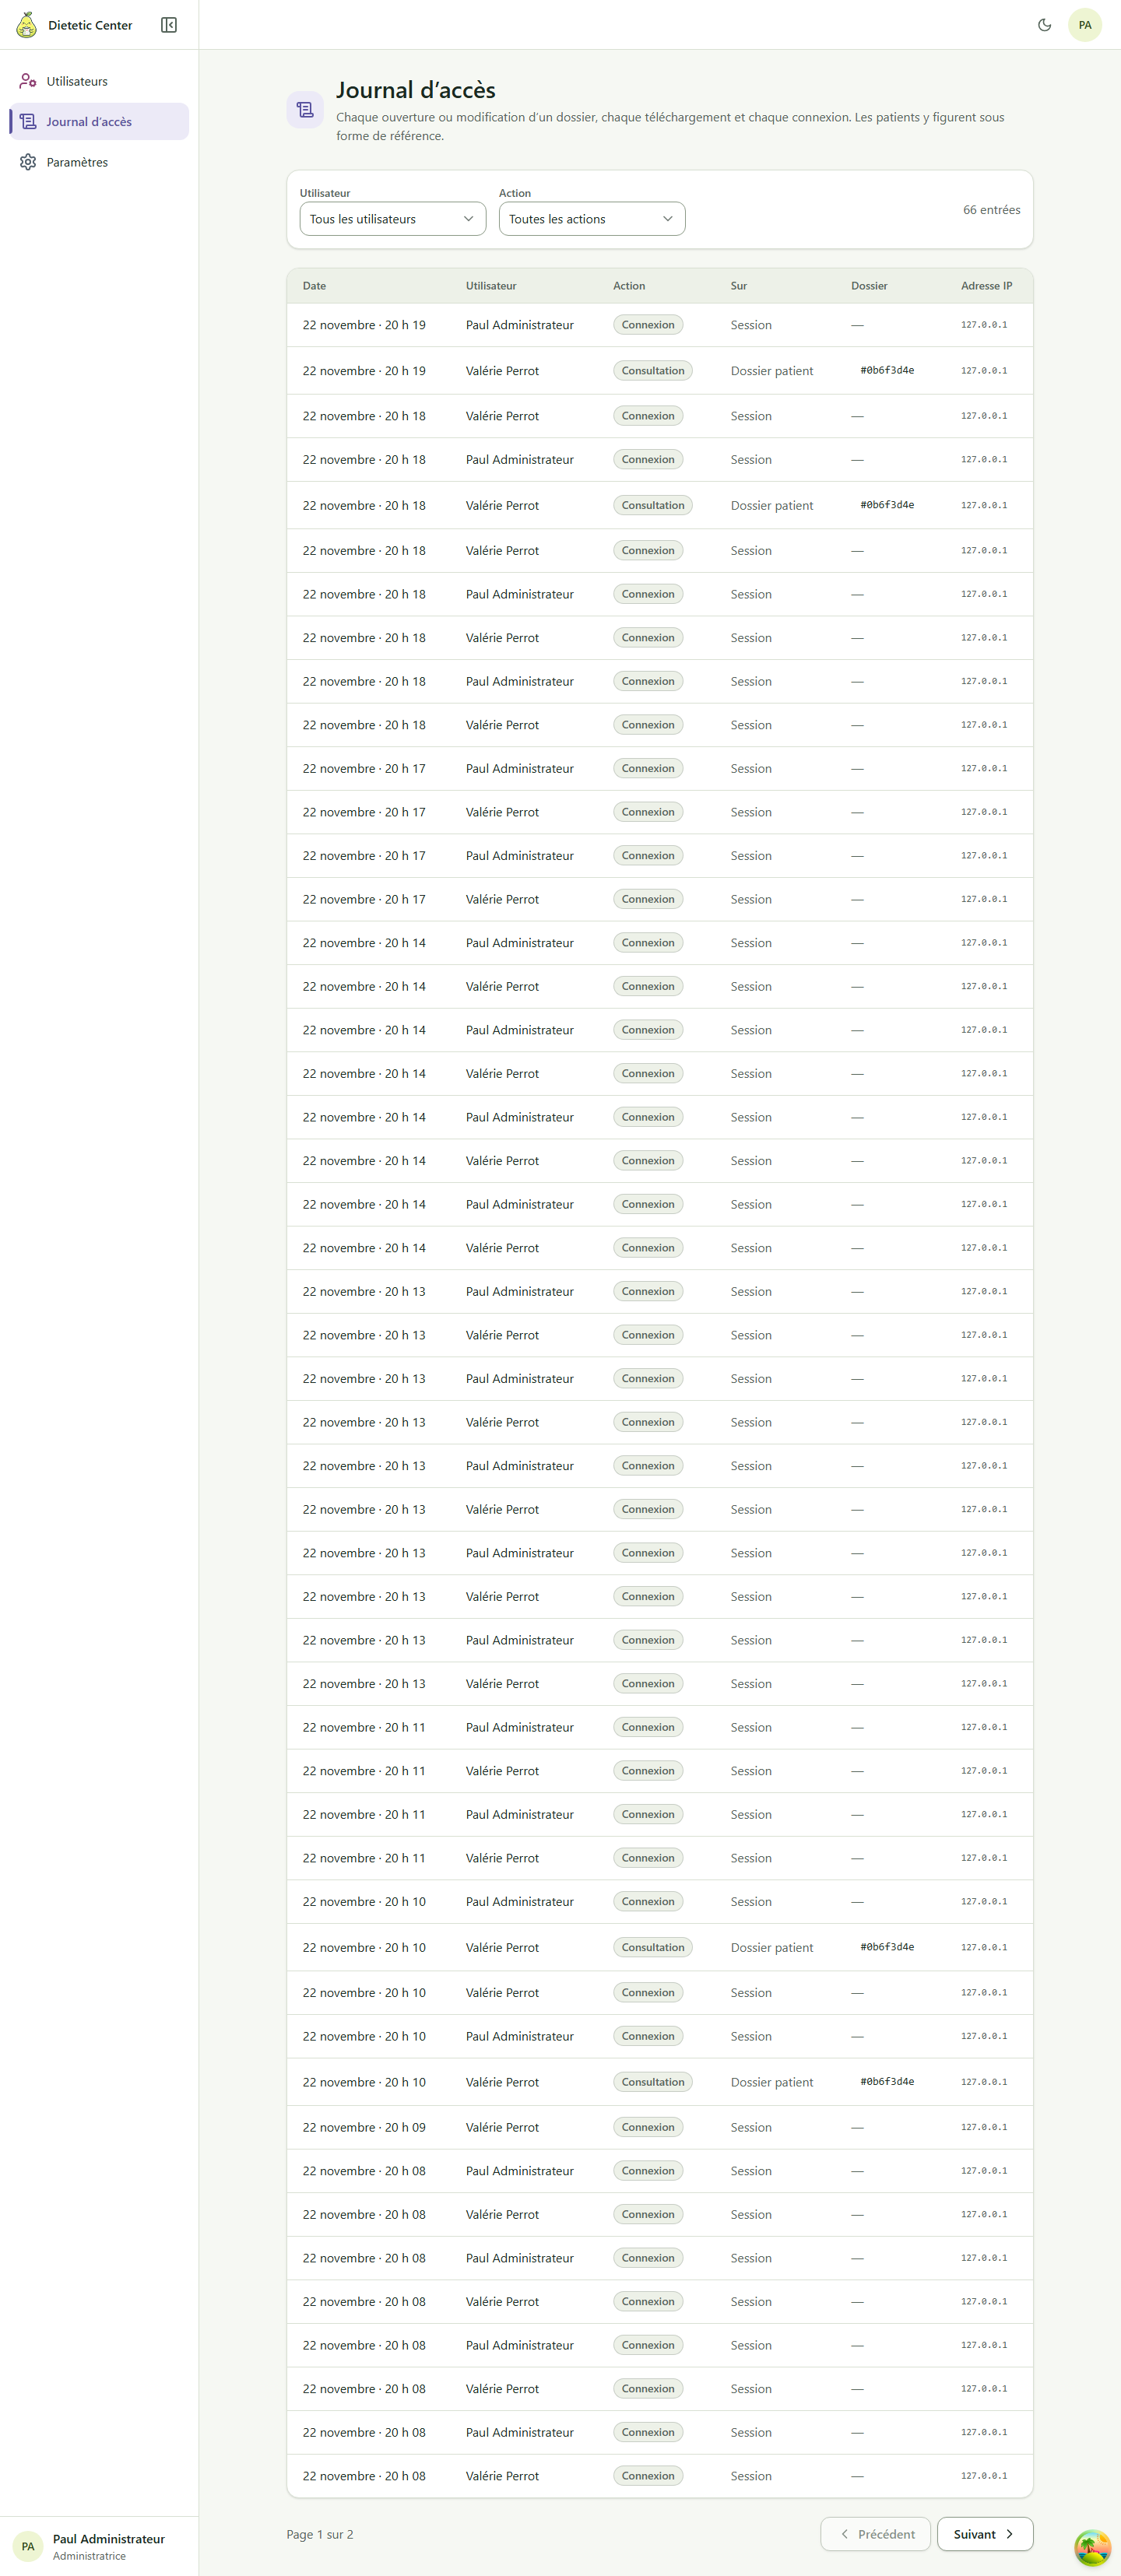 Dietetic Center
PA
Utilisateurs
Journal d’accès
Paramètres
Journal d’accès
Chaque ouverture ou modification d’un dossier, chaque téléchargement et chaque connexion. Les patients y figurent sous
forme de référence.
Utilisateur
Action
Tous les utilisateurs
Toutes les actions
66 entrées
Date Utilisateur Action Sur Dossier Adresse IP
22 novembre · 20 h 19 Paul Administrateur Connexion Session — 127.0.0.1
22 novembre · 20 h 19 Valérie Perrot Consultation Dossier patient #0b6f3d4e 127.0.0.1
22 novembre · 20 h 18 Valérie Perrot Connexion Session — 127.0.0.1
22 novembre · 20 h 18 Paul Administrateur Connexion Session — 127.0.0.1
22 novembre · 20 h 18 Valérie Perrot Consultation Dossier patient #0b6f3d4e 127.0.0.1
22 novembre · 20 h 18 Valérie Perrot Connexion Session — 127.0.0.1
22 novembre · 20 h 18 Paul Administrateur Connexion Session — 127.0.0.1
22 novembre · 20 h 18 Valérie Perrot Connexion Session — 127.0.0.1
22 novembre · 20 h 18 Paul Administrateur Connexion Session — 127.0.0.1
22 novembre · 20 h 18 Valérie Perrot Connexion Session — 127.0.0.1
22 novembre · 20 h 17 Paul Administrateur Connexion Session — 127.0.0.1
22 novembre · 20 h 17 Valérie Perrot Connexion Session — 127.0.0.1
22 novembre · 20 h 17 Paul Administrateur Connexion Session — 127.0.0.1
22 novembre · 20 h 17 Valérie Perrot Connexion Session — 127.0.0.1
22 novembre · 20 h 14 Paul Administrateur Connexion Session — 127.0.0.1
22 novembre · 20 h 14 Valérie Perrot Connexion Session — 127.0.0.1
22 novembre · 20 h 14 Paul Administrateur Connexion Session — 127.0.0.1
22 novembre · 20 h 14 Valérie Perrot Connexion Session — 127.0.0.1
22 novembre · 20 h 14 Paul Administrateur Connexion Session — 127.0.0.1
22 novembre · 20 h 14 Valérie Perrot Connexion Session — 127.0.0.1
22 novembre · 20 h 14 Paul Administrateur Connexion Session — 127.0.0.1
22 novembre · 20 h 14 Valérie Perrot Connexion Session — 127.0.0.1
22 novembre · 20 h 13 Paul Administrateur Connexion Session — 127.0.0.1
22 novembre · 20 h 13 Valérie Perrot Connexion Session — 127.0.0.1
22 novembre · 20 h 13 Paul Administrateur Connexion Session — 127.0.0.1
22 novembre · 20 h 13 Valérie Perrot Connexion Session — 127.0.0.1
22 novembre · 20 h 13 Paul Administrateur Connexion Session — 127.0.0.1
22 novembre · 20 h 13 Valérie Perrot Connexion Session — 127.0.0.1
22 novembre · 20 h 13 Paul Administrateur Connexion Session — 127.0.0.1
22 novembre · 20 h 13 Valérie Perrot Connexion Session — 127.0.0.1
22 novembre · 20 h 13 Paul Administrateur Connexion Session — 127.0.0.1
22 novembre · 20 h 13 Valérie Perrot Connexion Session — 127.0.0.1
22 novembre · 20 h 11 Paul Administrateur Connexion Session — 127.0.0.1
22 novembre · 20 h 11 Valérie Perrot Connexion Session — 127.0.0.1
22 novembre · 20 h 11 Paul Administrateur Connexion Session — 127.0.0.1
22 novembre · 20 h 11 Valérie Perrot Connexion Session — 127.0.0.1
22 novembre · 20 h 10 Paul Administrateur Connexion Session — 127.0.0.1
22 novembre · 20 h 10 Valérie Perrot Consultation Dossier patient #0b6f3d4e 127.0.0.1
22 novembre · 20 h 10 Valérie Perrot Connexion Session — 127.0.0.1
22 novembre · 20 h 10 Paul Administrateur Connexion Session — 127.0.0.1
22 novembre · 20 h 10 Valérie Perrot Consultation Dossier patient #0b6f3d4e 127.0.0.1
22 novembre · 20 h 09 Valérie Perrot Connexion Session — 127.0.0.1
22 novembre · 20 h 08 Paul Administrateur Connexion Session — 127.0.0.1
22 novembre · 20 h 08 Valérie Perrot Connexion Session — 127.0.0.1
22 novembre · 20 h 08 Paul Administrateur Connexion Session — 127.0.0.1
22 novembre · 20 h 08 Valérie Perrot Connexion Session — 127.0.0.1
22 novembre · 20 h 08 Paul Administrateur Connexion Session — 127.0.0.1
22 novembre · 20 h 08 Valérie Perrot Connexion Session — 127.0.0.1
22 novembre · 20 h 08 Paul Administrateur Connexion Session — 127.0.0.1
22 novembre · 20 h 08 Valérie Perrot Connexion Session — 127.0.0.1
Page 1 sur 2
Précédent
Suivant
PA
Paul Administrateur
Administratrice